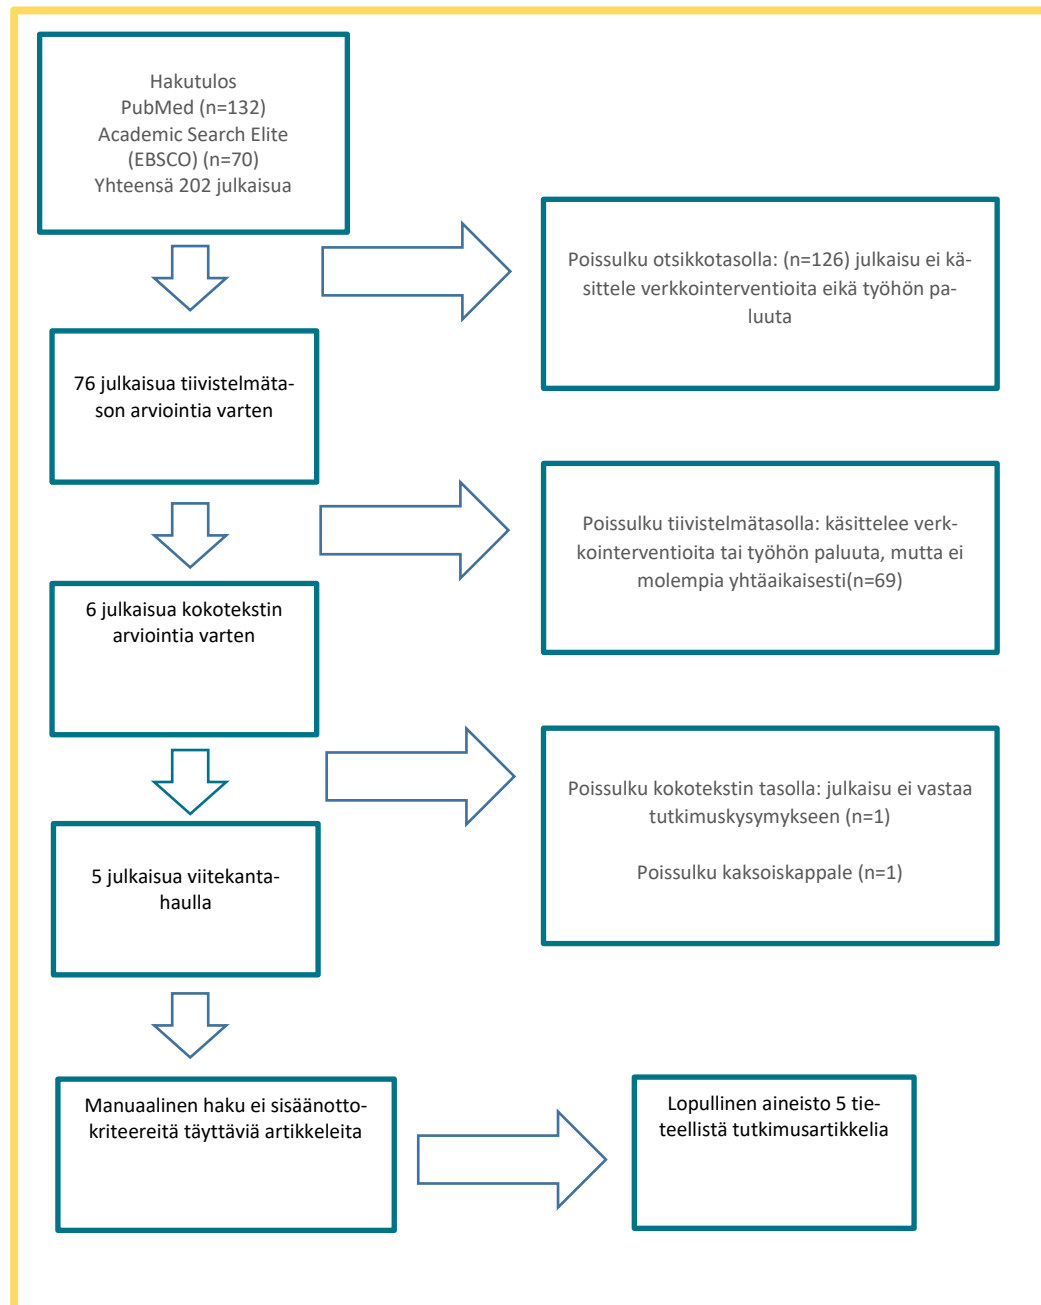 Hakutulos
PubMed (n=132)
Academic Search Elite
(EBSCO) (n=70)
Yhteensä 202 julkaisua
Poissulku otsikkotasolla: (n=126) julkaisu ei kä-
sittele verkkointerventioita eikä työhön pa-
luuta
76 julkaisua tiivistelmäta-
son arviointia varten
Poissulku tiivistelmätasolla: käsittelee verk-
kointerventioita tai työhön paluuta, mutta ei
molempia yhtäaikaisesti(n=69)
6 julkaisua kokotekstin
arviointia varten
Poissulku kokotekstin tasolla: julkaisu ei vastaa
tutkimuskysymykseen (n=1)
Poissulku kaksoiskappale (n=1)
5 julkaisua viitekanta-
haulla
Manuaalinen haku ei sisäänotto-
kriteereitä täyttäviä artikkeleita
Lopullinen aineisto 5 tie-
teellistä tutkimusartikkelia